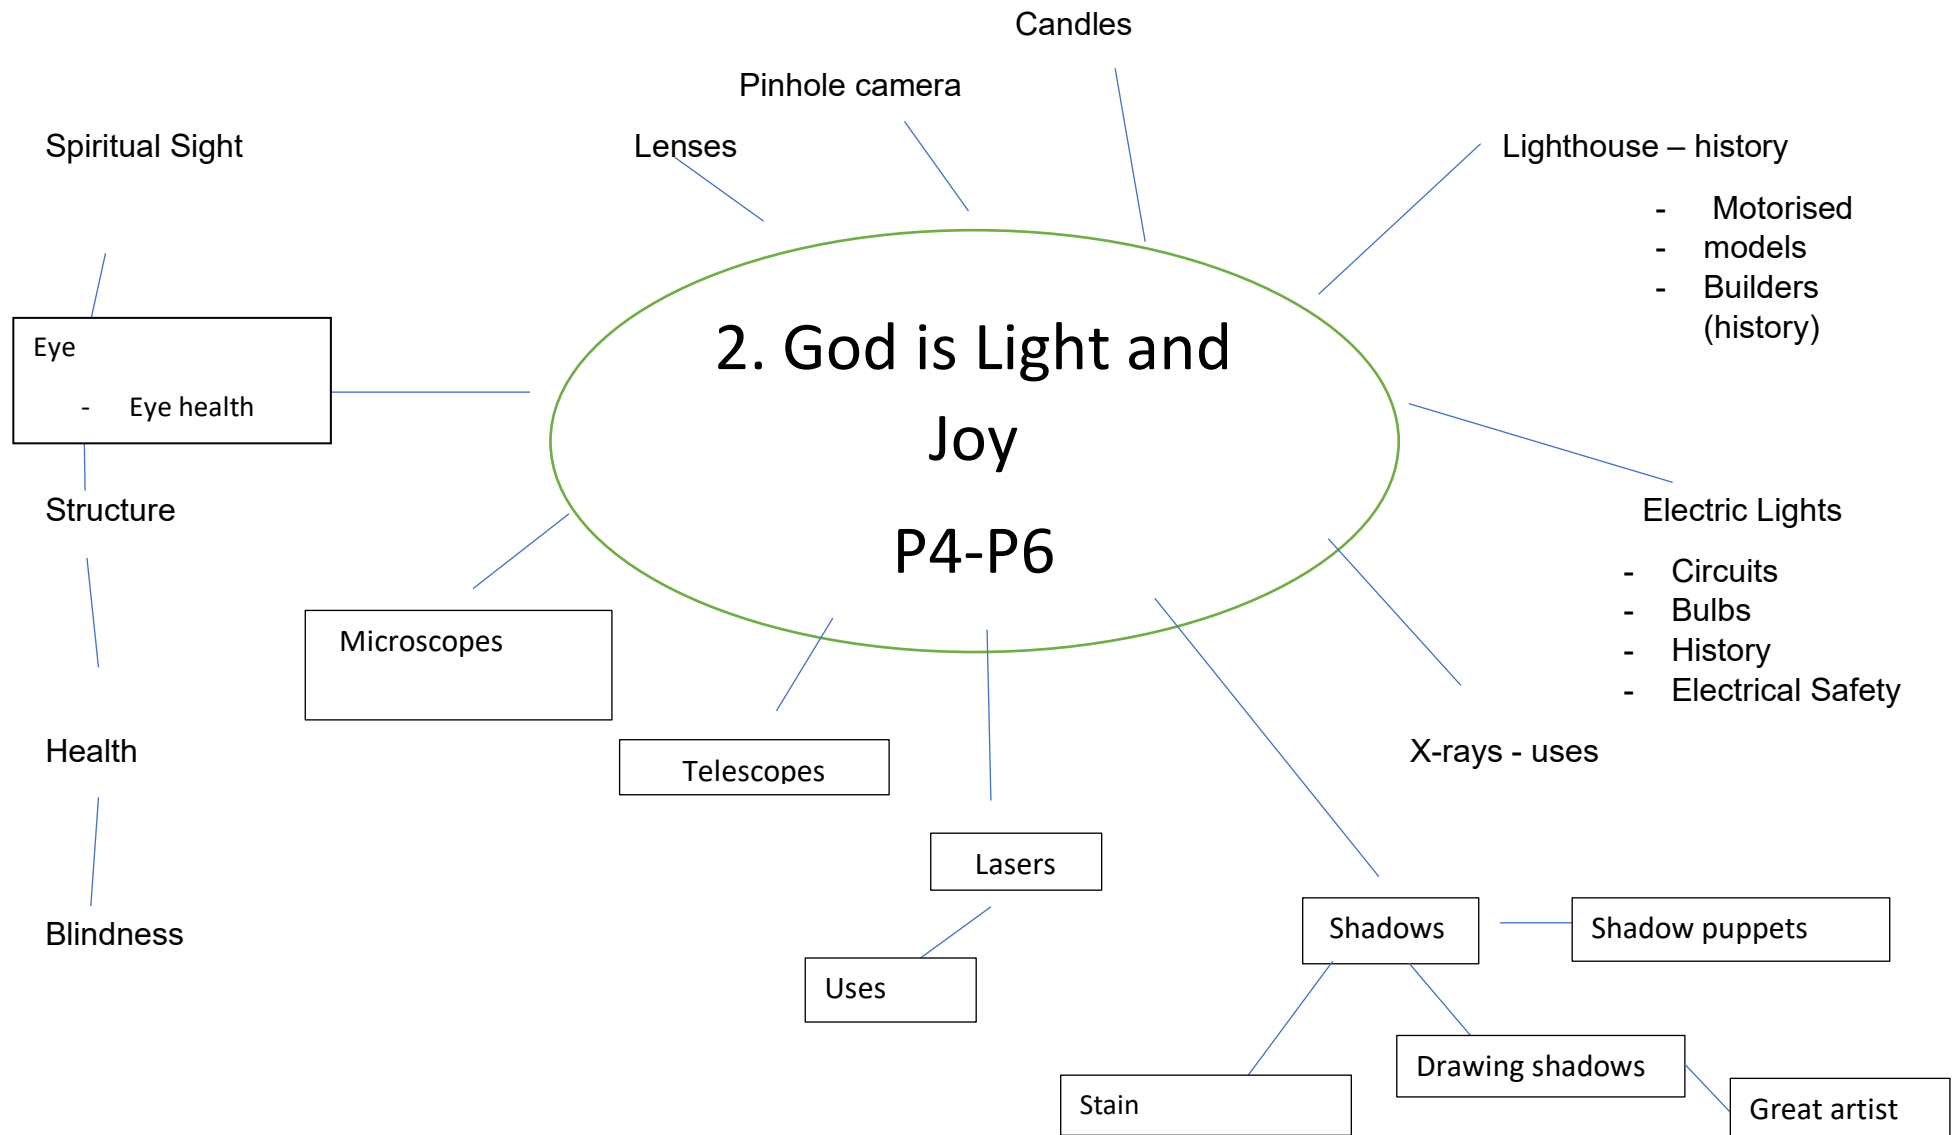 Candles
Pinhole camera
Spiritual Sight
Lenses
Lighthouse – history
- Motorised
- models
- Builders
(history)
2. God is Light and
Joy
P4-P6
Eye
- Eye health
Structure
Electric Lights
- Circuits
- Bulbs
- History
- Electrical Safety
Microscopes
Health
Telescopes
X-rays - uses
Lasers
Blindness
Shadows
Shadow puppets
Uses
Drawing shadows
Stain
Great artist